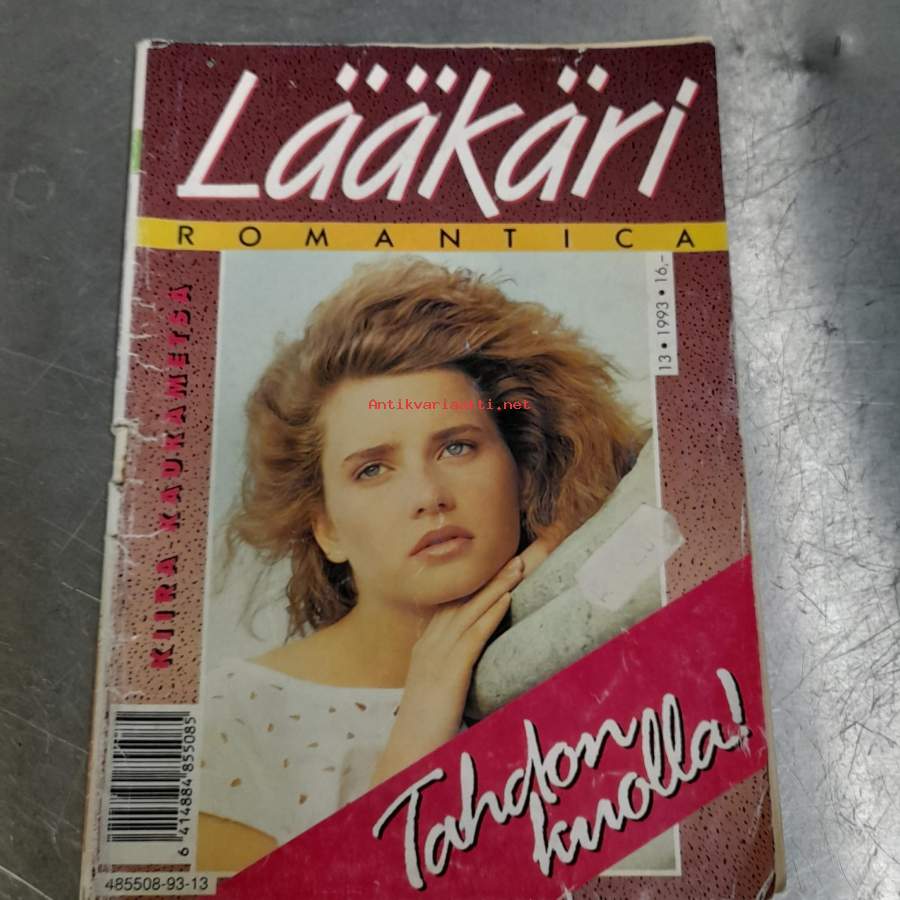 Lääkäri
ROMANTICA
KIIRA KAUKAMETSÄ
13 • 1993 • 16,-
Antikvariaatti.net
Tahdon
kuolla!
6 414884 855085
485508-93-13